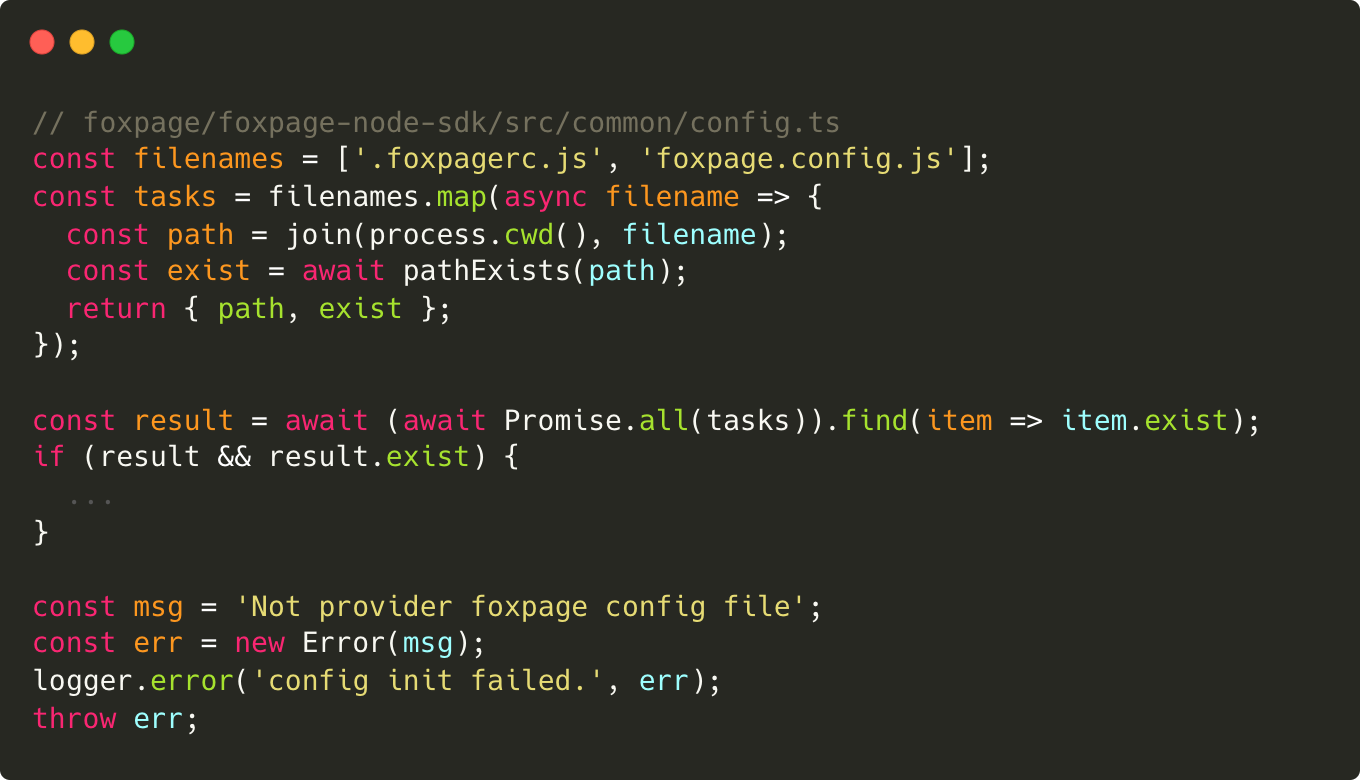 // foxpage/foxpage-node-sdk/src/common/config.ts
const filenames = ['.foxpagerc.js', 'foxpage.config.js'];
const tasks = filenames.map(async filename => {
  const path = join(process.cwd(), filename);
  const exist = await pathExists(path);
  return { path, exist };
});

const result = await (await Promise.all(tasks)).find(item => item.exist);
if (result && result.exist) {
  ...
}

const msg = 'Not provider foxpage config file';
const err = new Error(msg);
logger.error('config init failed.', err);
throw err;